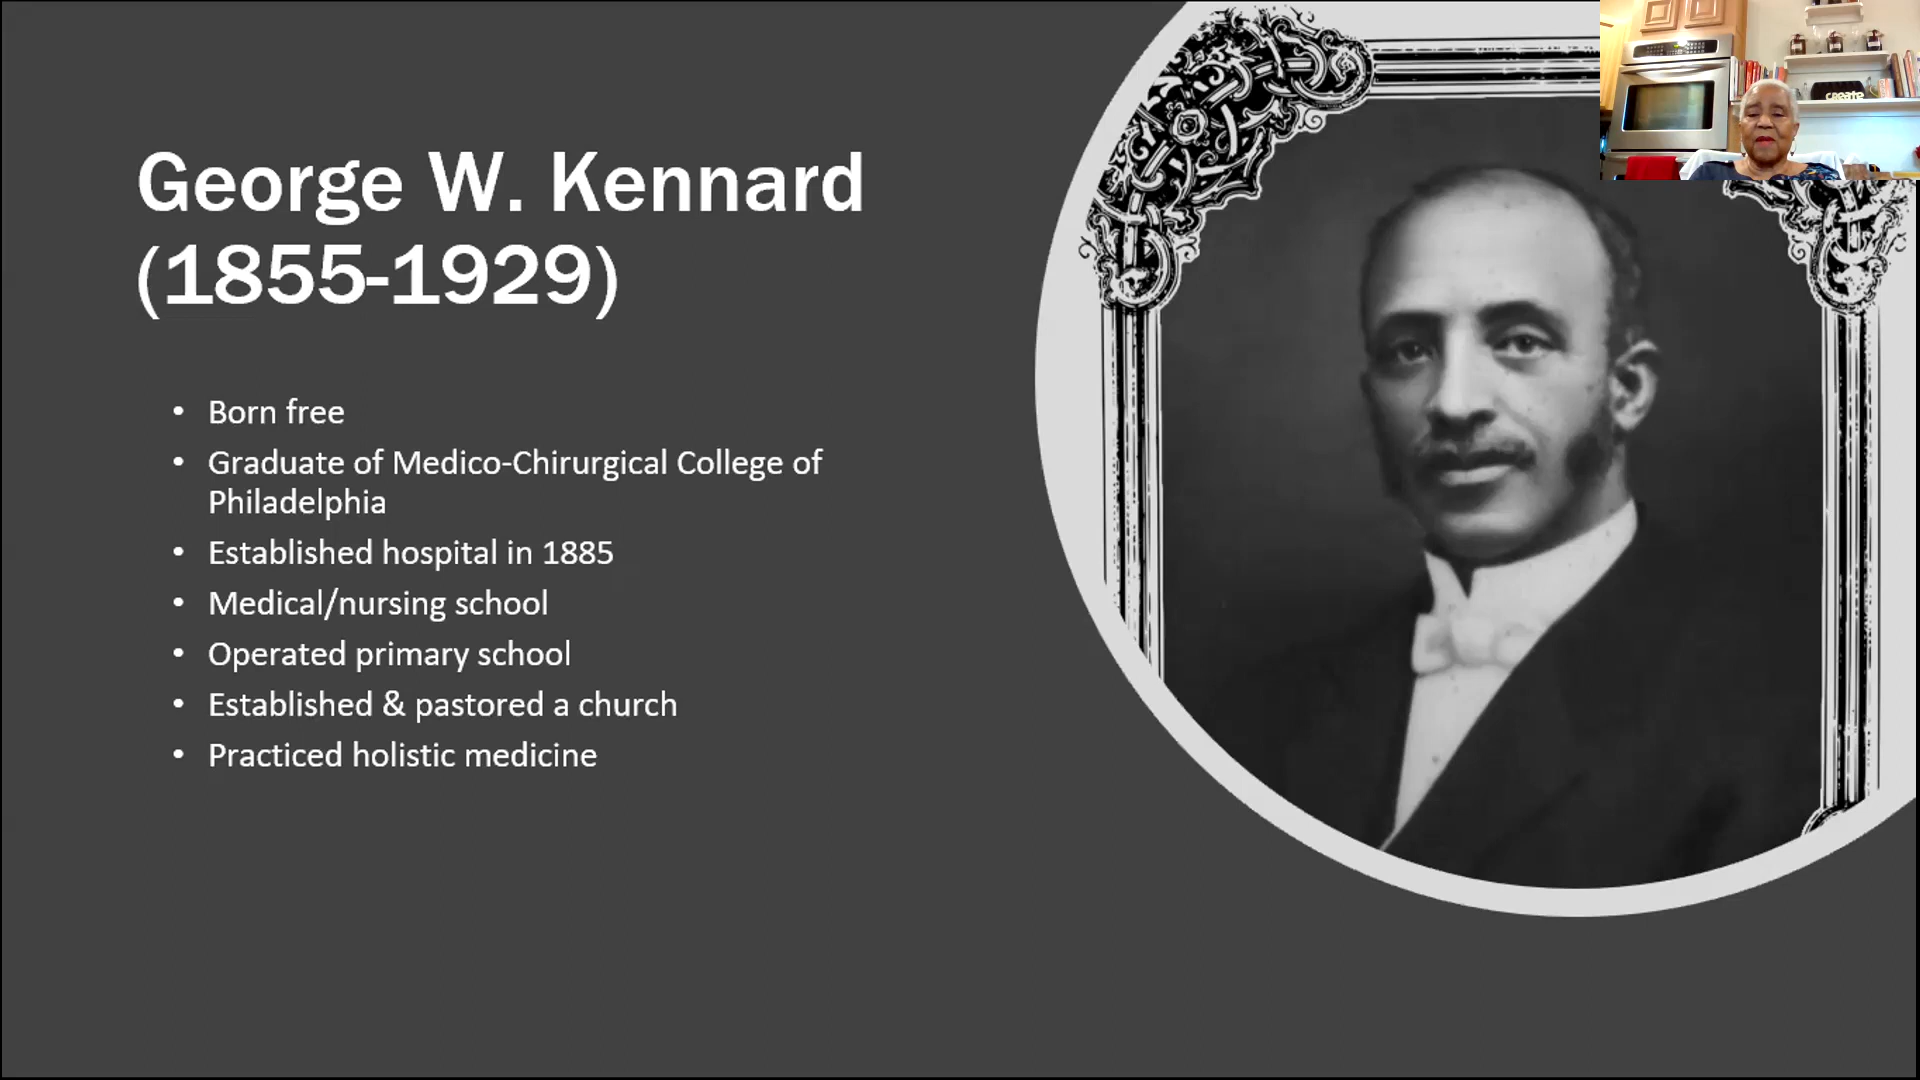 George W. Kennard
(1855-1929)
• Born free
• Graduate of Medico-Chirurgical College of
Philadelphia
• Established hospital in 1885
• Medical/nursing school
• Operated primary school
• Established & pastored a church
• Practiced holistic medicine
create